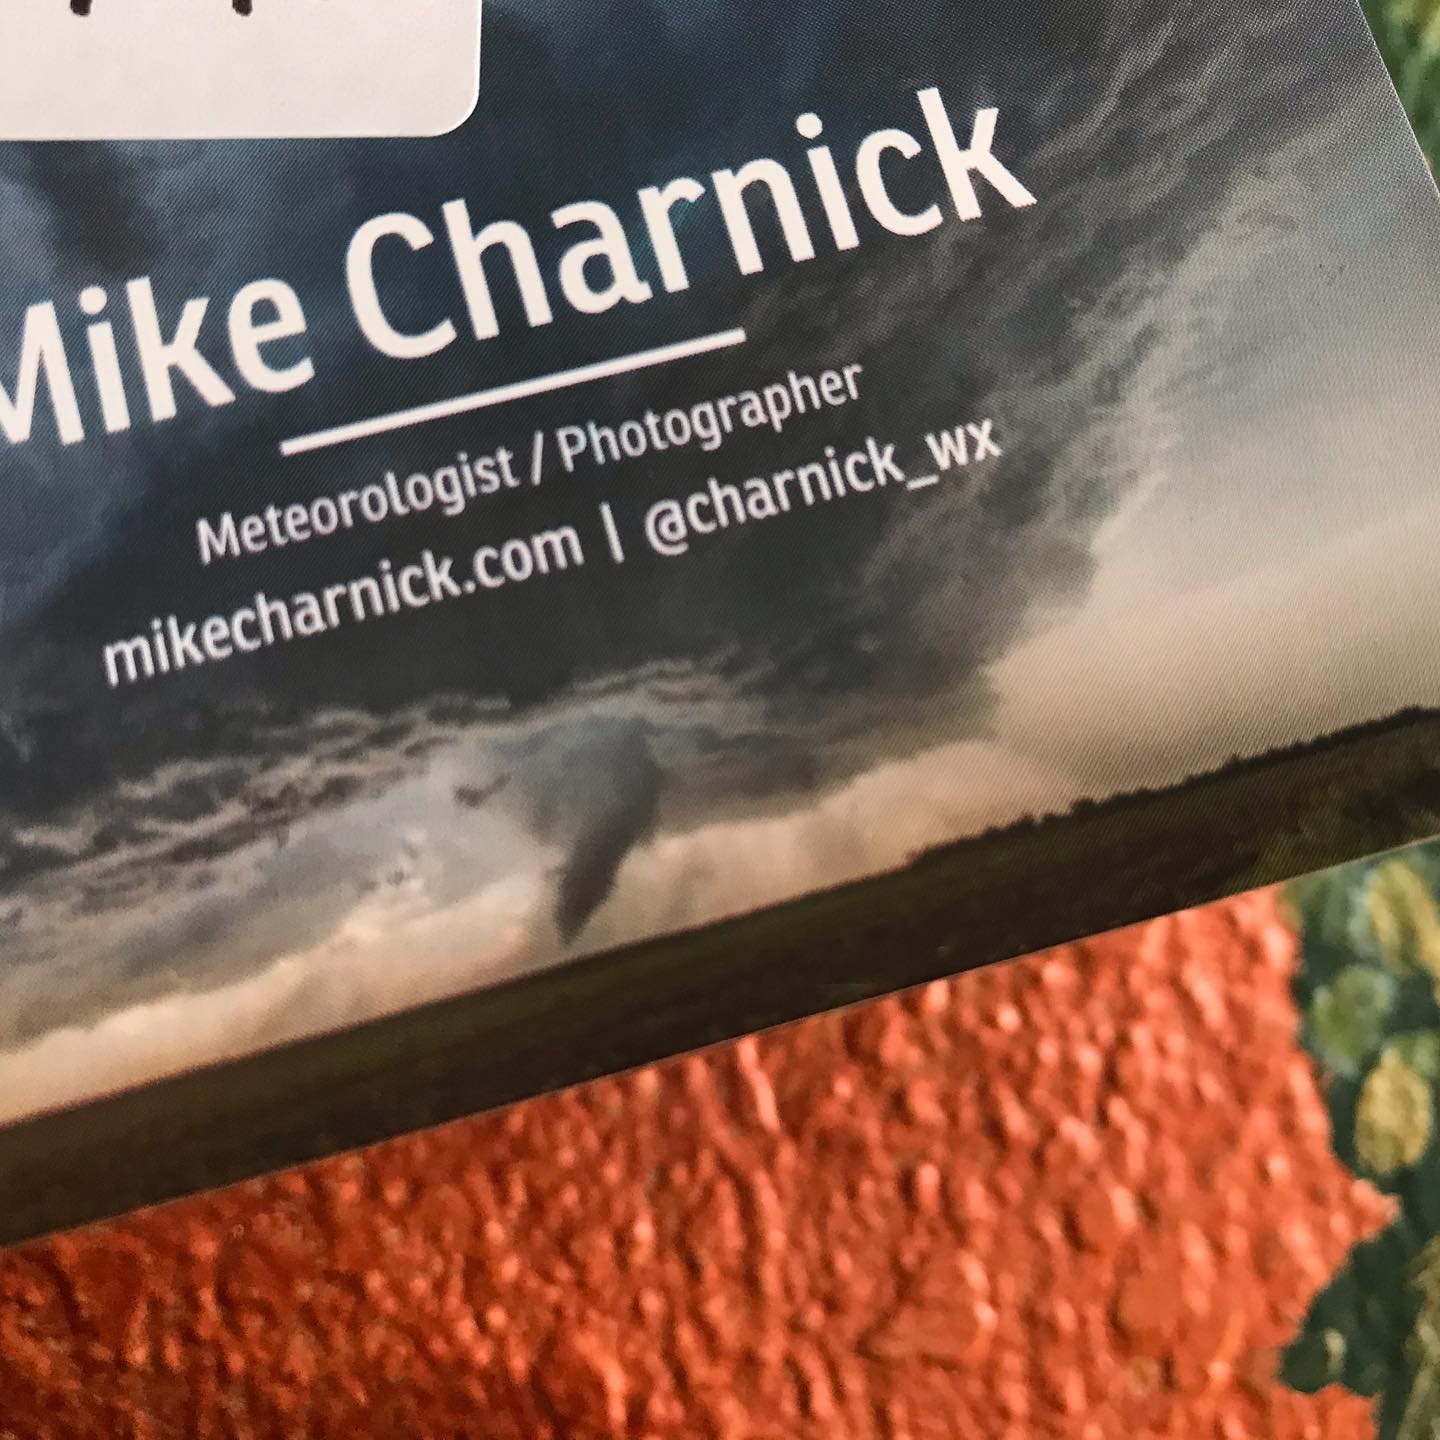 Mike Charnick
Meteorologist / Photographer
mikecharnick.com | @charnick_wx